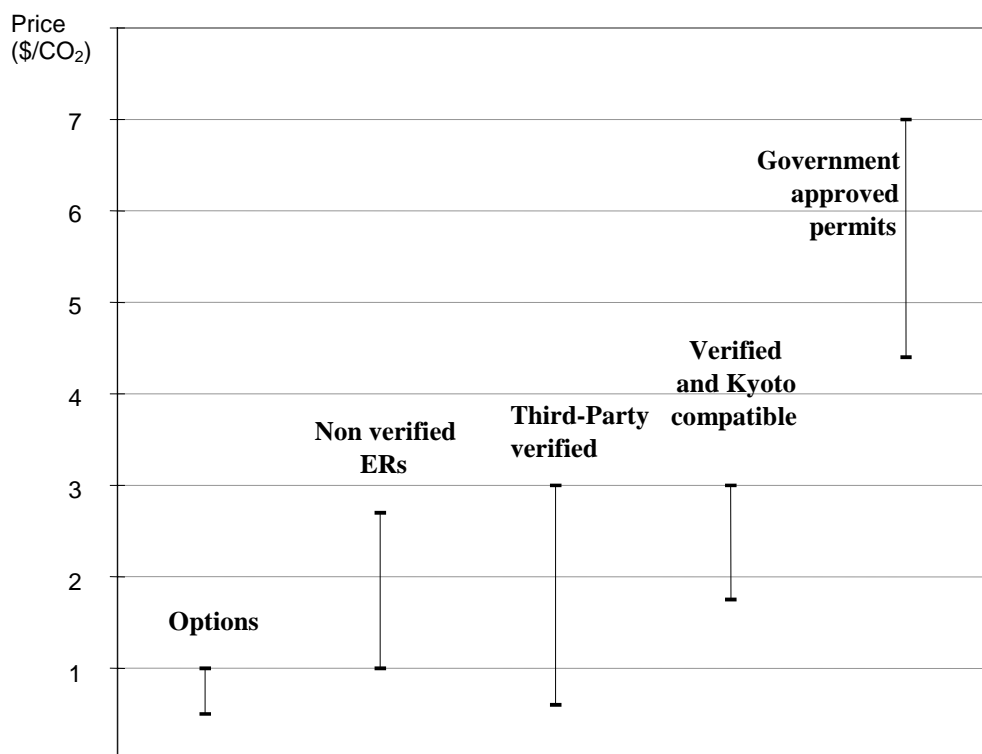 Price
($/CO₂)
7
Government
approved
permits
6
5
Verified
and Kyoto
compatible
4
Third-Party
verified
Non verified
ERs
3
2
Options
1